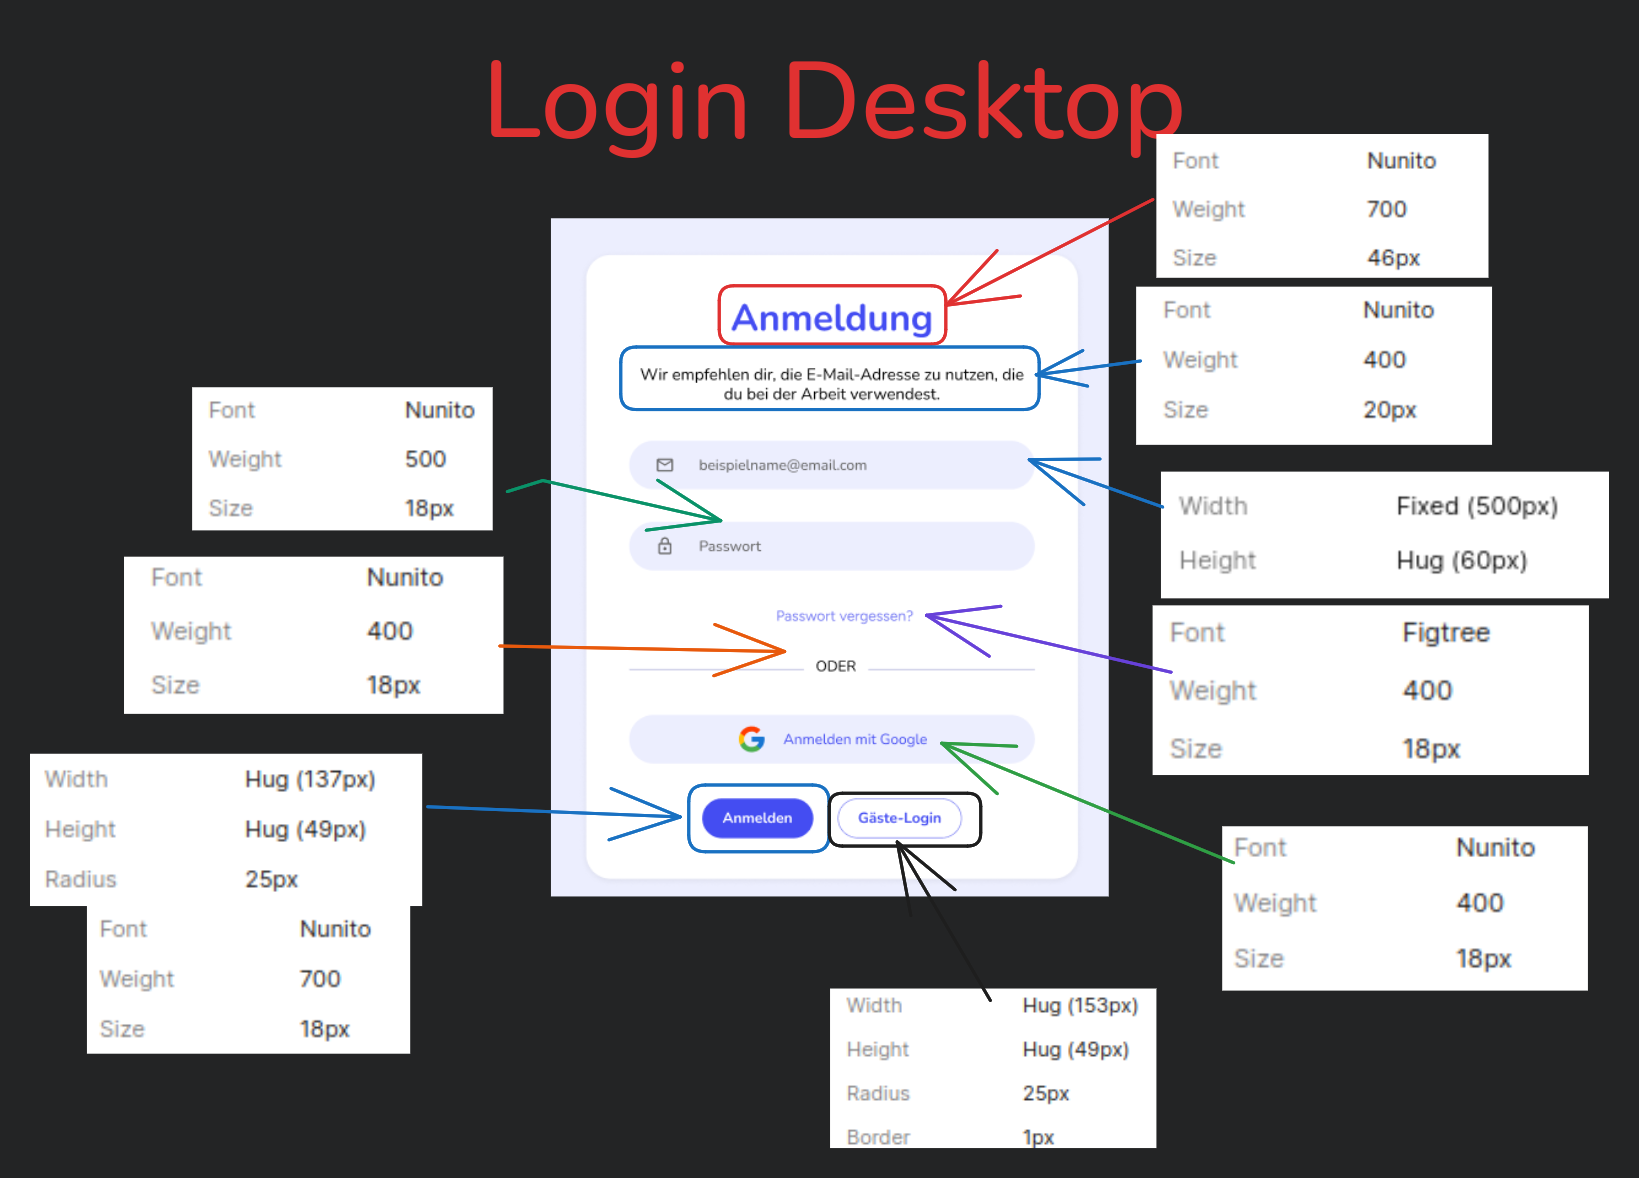 Login Desktop
Font Nunito
Weight 700
Size 46px
Font Nunito
Weight 400
Size 20px
Anmeldung
Wir empfehlen dir, die E-Mail-Adresse zu nutzen, die
du bei der Arbeit verwendest.
beispielname@email.com
Passwort
Passwort vergessen?
ODER
Anmelden mit Google
Anmelden
Gäste-Login
Font Nunito
Weight 500
Size 18px
Font Nunito
Weight 400
Size 18px
Width Hug (137px)
Height Hug (49px)
Radius 25px
Font Nunito
Weight 700
Size 18px
Width Fixed (500px)
Height Hug (60px)
Font Figtree
Weight 400
Size 18px
Font Nunito
Weight 400
Size 18px
Width Hug (153px)
Height Hug (49px)
Radius 25px
Border 1px